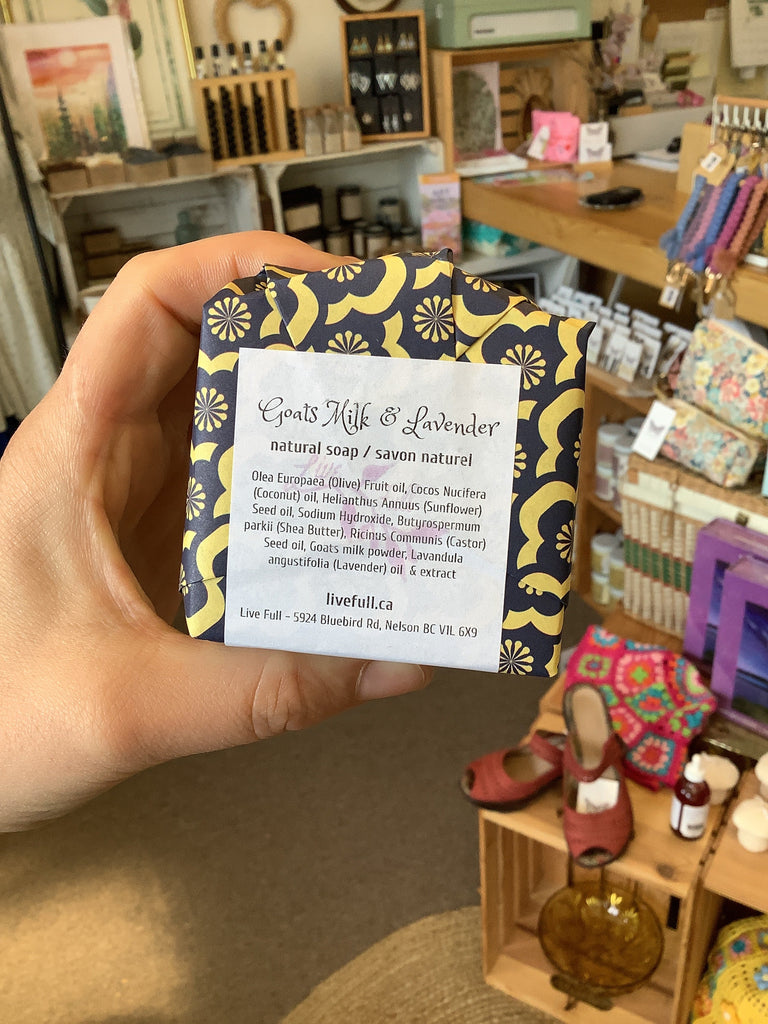 Goats Milk & Lavender
natural soap / savon naturel
Olea Europaea (Olive) Fruit oil, Cocos Nucifera
(Coconut) oil, Helianthus Annuus (Sunflower)
Seed oil, Sodium Hydroxide, Butyrospermum
parkii (Shea Butter), Ricinus Communis (Castor)
Seed oil, Goats milk powder, Lavandula
angustifolia (Lavender) oil & extract
livefull.ca
Live Full - 5924 Bluebird Rd, Nelson BC V1L 6X9